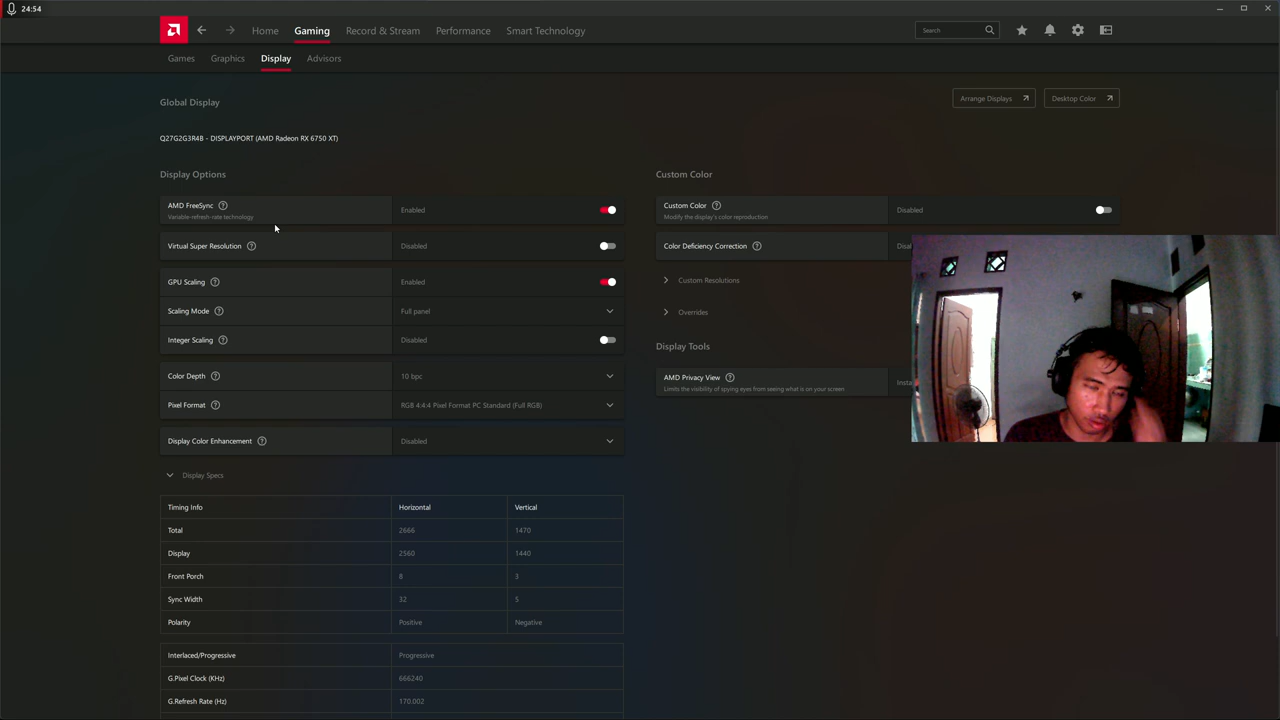 24:54
Home
Gaming
Record & Stream
Performance
Smart Technology
Search
Games
Graphics
Display
Advisors
Global Display
Arrange Displays
Desktop Color
Q27G2G3R4B - DISPLAYPORT (AMD Radeon RX 6750 XT)
Display Options
AMD FreeSync
Variable-refresh-rate technology
Enabled
Virtual Super Resolution
Disabled
GPU Scaling
Enabled
Scaling Mode
Full panel
Integer Scaling
Disabled
Color Depth
10 bpc
Pixel Format
RGB 4:4:4 Pixel Format PC Standard (Full RGB)
Display Color Enhancement
Disabled
Display Specs
Timing Info
Horizontal
Vertical
Total
2666
1470
Display
2560
1440
Front Porch
8
3
Sync Width
32
5
Polarity
Positive
Negative
Interlaced/Progressive
Progressive
G.Pixel Clock (KHz)
666240
G.Refresh Rate (Hz)
170.002
Custom Color
Custom Color
Modify the display's color reproduction
Disabled
Color Deficiency Correction
Custom Resolutions
Overrides
Display Tools
AMD Privacy View
Limits the visibility of spying eyes from seeing what is on your screen